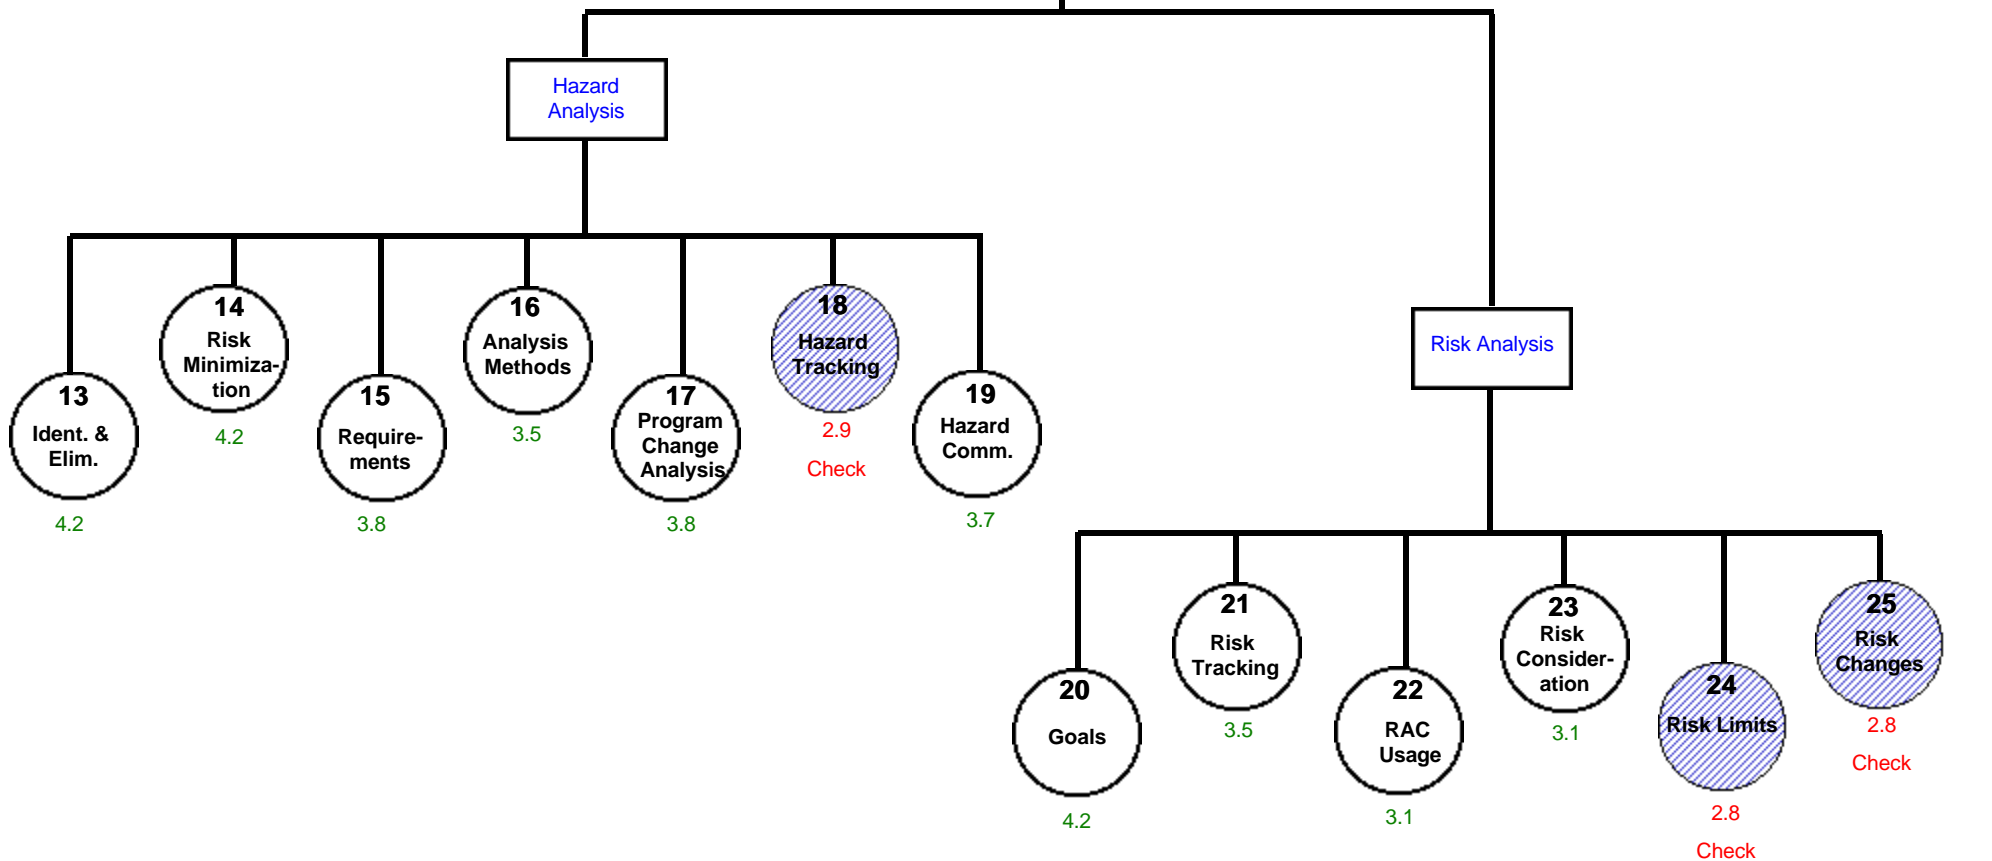 Hazard
Analysis
13
Ident. &
Elim.
4.2
14
Risk
Minimiza-
tion
4.2
15
Require-
ments
3.8
16
Analysis
Methods
3.5
17
Program
Change
Analysis
3.8
18
Hazard
Tracking
2.9
Check
19
Hazard
Comm.
3.7
Risk Analysis
20
Goals
4.2
21
Risk
Tracking
3.5
22
RAC
Usage
3.1
23
Risk
Consider-
ation
3.1
24
Risk Limits
2.8
Check
25
Risk
Changes
2.8
Check